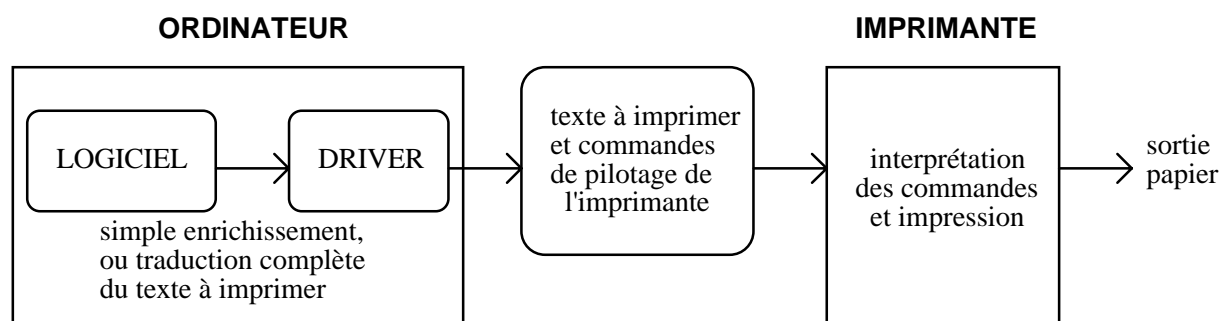 ORDINATEUR
IMPRIMANTE
LOGICIEL
DRIVER
simple enrichissement,
ou traduction complète
du texte à imprimer
texte à imprimer
et commandes
de pilotage de
l'imprimante
interprétation
des commandes
et impression
sortie
papier